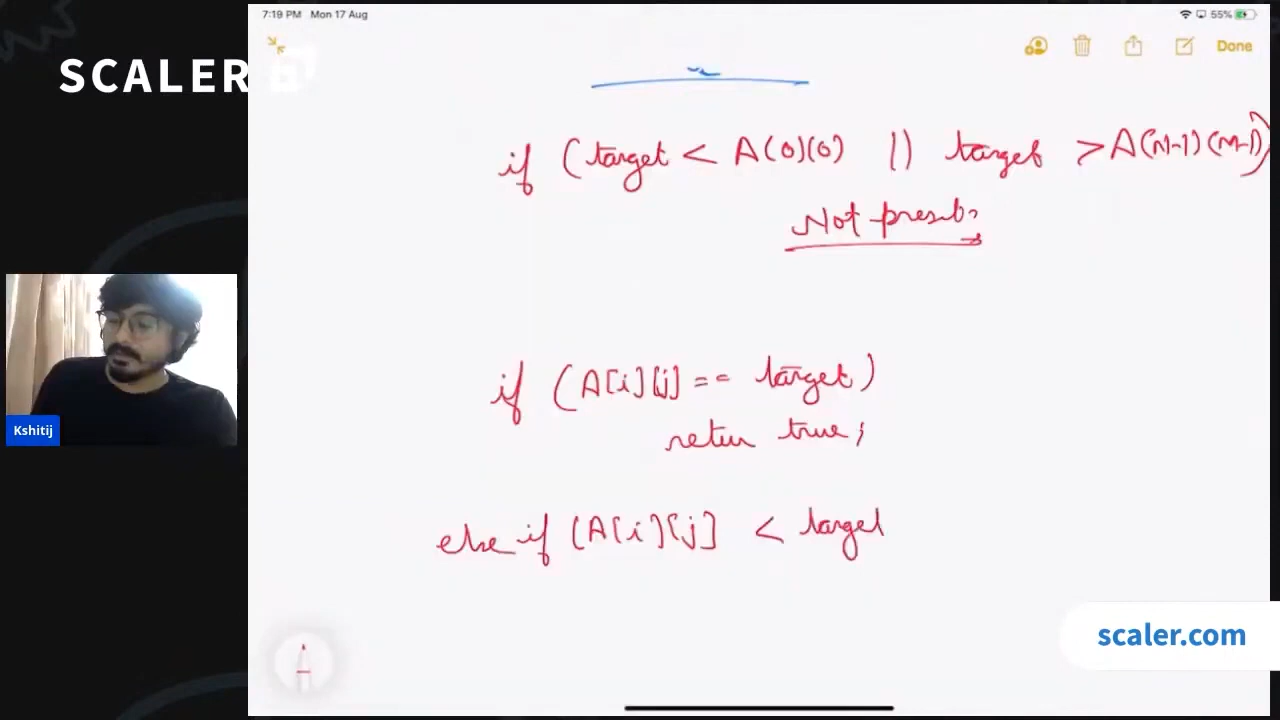 7:19 PM Mon 17 Aug
55%
SCALER
Done
if (target < A(0)(0) || target > A(N-1)(M-1))
Not present
if (A[i][j] == target)
return true;
Kshitij
else if (A[i][j] < target
scaler.com